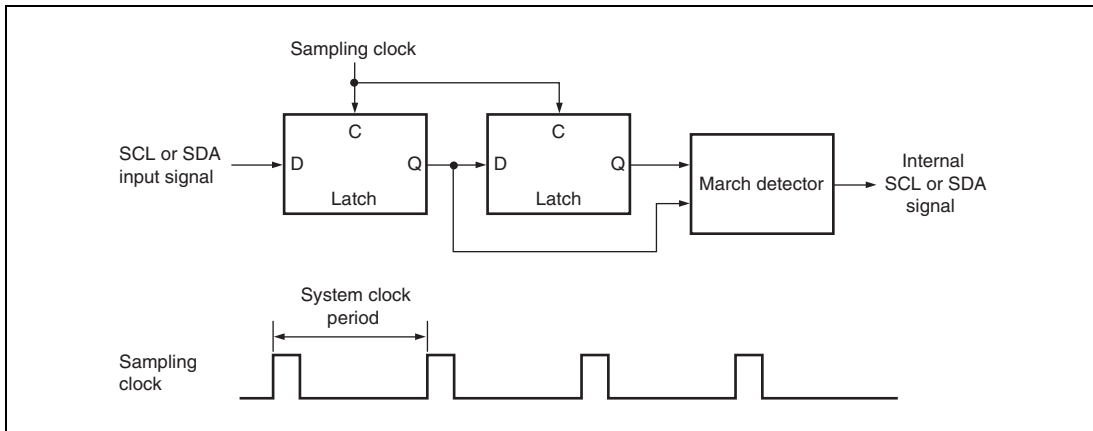 Sampling clock
SCL or SDA
input signal
C
D
Q
Latch
C
D
Q
Latch
March detector
Internal
SCL or SDA
signal
System clock
period
Sampling
clock